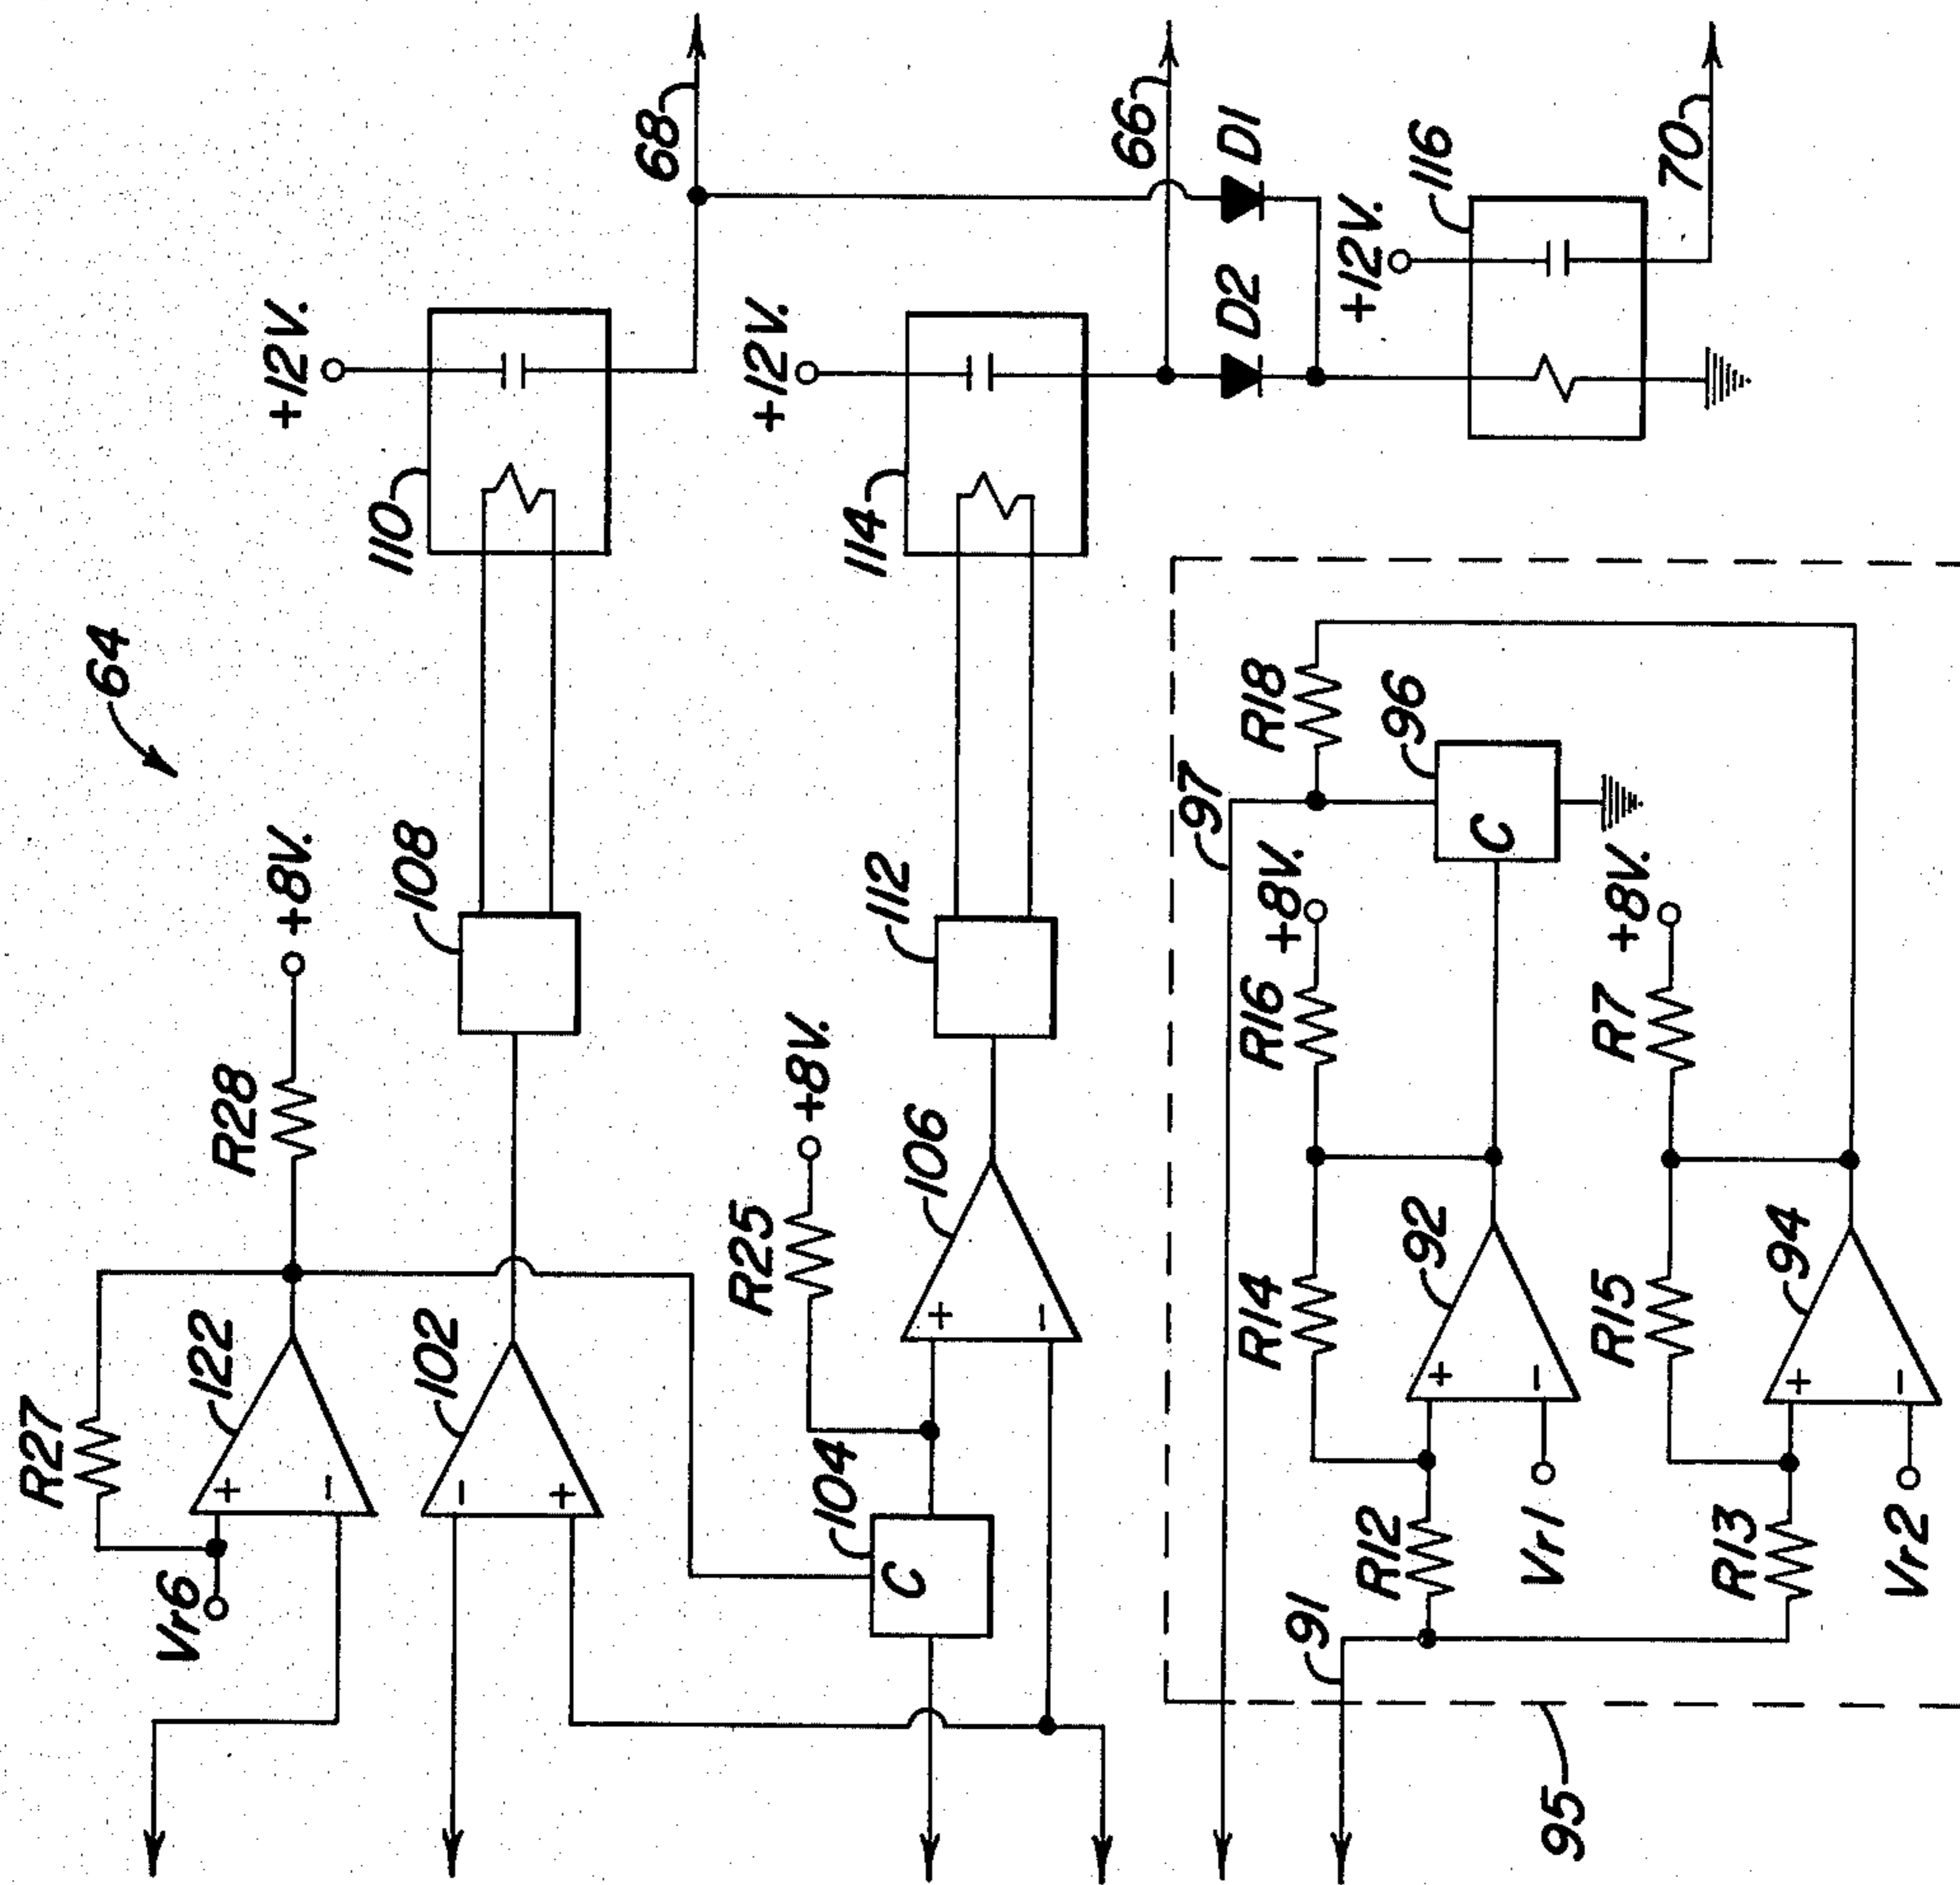 64
68
66
70
+12V.
110
+12V.
114
D1
D2
+12V.
116
+8V.
108
R28
112
+8V.
R25
106
R27
122
102
Vr6
+
-
-
+
104
C
+
-
97
R18
96
C
+8V.
R16
+8V.
R7
R14
92
R15
94
+
-
+
-
R12
Vr1
R13
Vr2
91
95